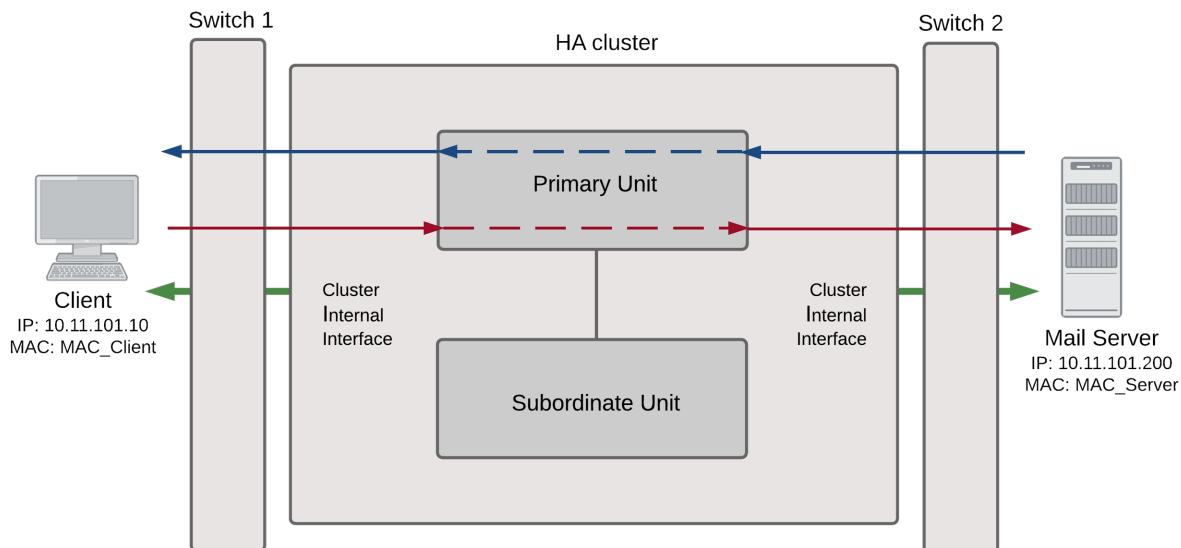 Switch 1
HA cluster
Switch 2
Primary Unit
Cluster
Internal
Interface
Cluster
Internal
Interface
Client
IP: 10.11.101.10
MAC: MAC_Client
Mail Server
IP: 10.11.101.200
MAC: MAC_Server
Subordinate Unit